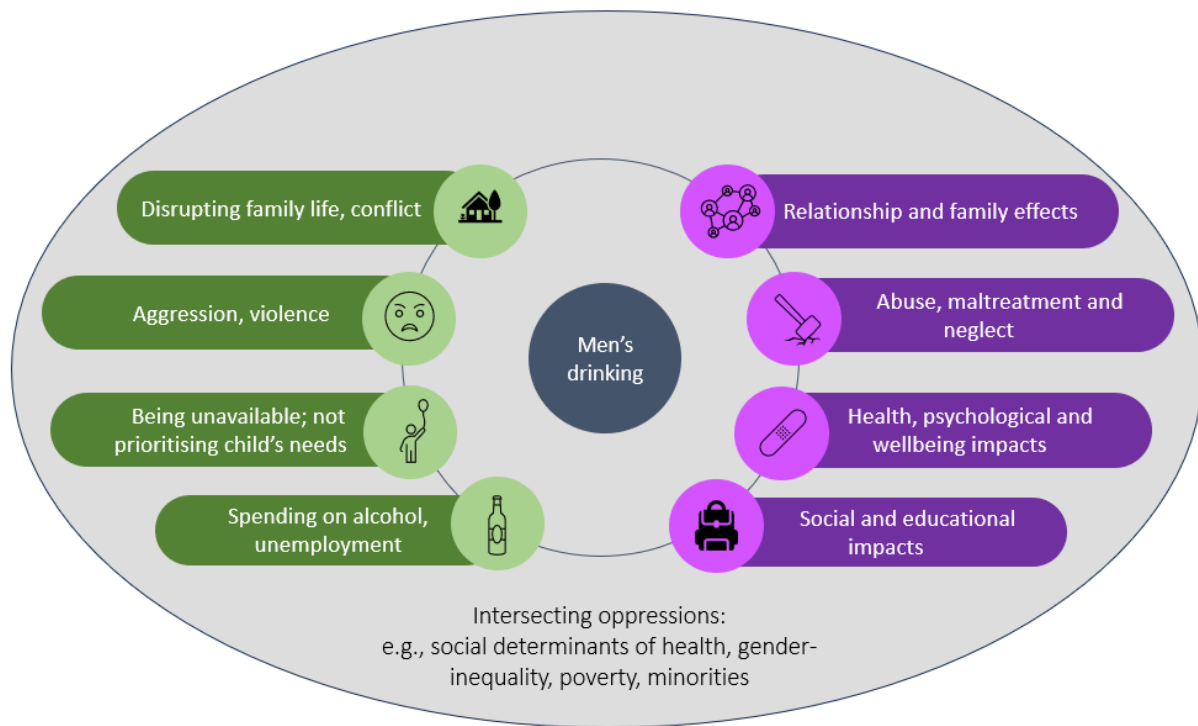 Disrupting family life, conflict
Aggression, violence
Being unavailable; not
prioritising child's needs
Spending on alcohol,
unemployment
Men's
drinking
Relationship and family effects
Abuse, maltreatment and
neglect
Health, psychological and
wellbeing impacts
Social and educational
impacts
Intersecting oppressions:
e.g., social determinants of health, gender-
inequality, poverty, minorities